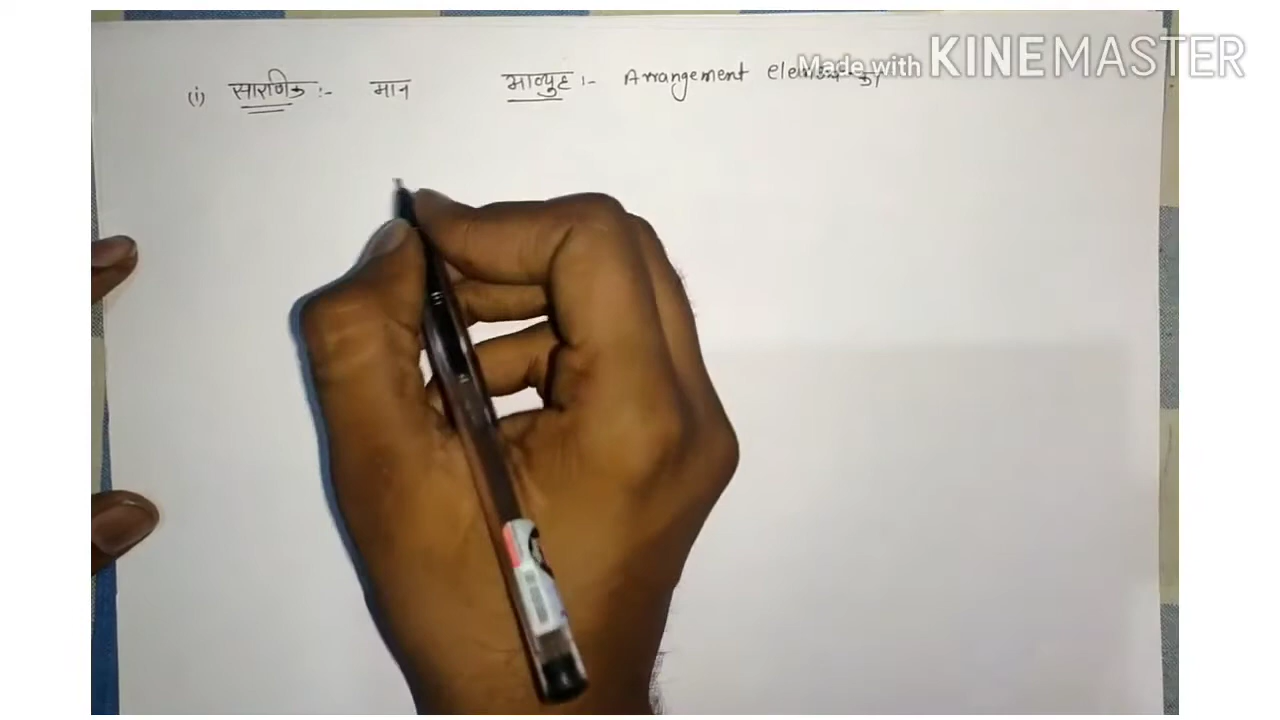 Made with KINEMASTER
(i) सारणिक :- मान आव्युह :- Arrangement का